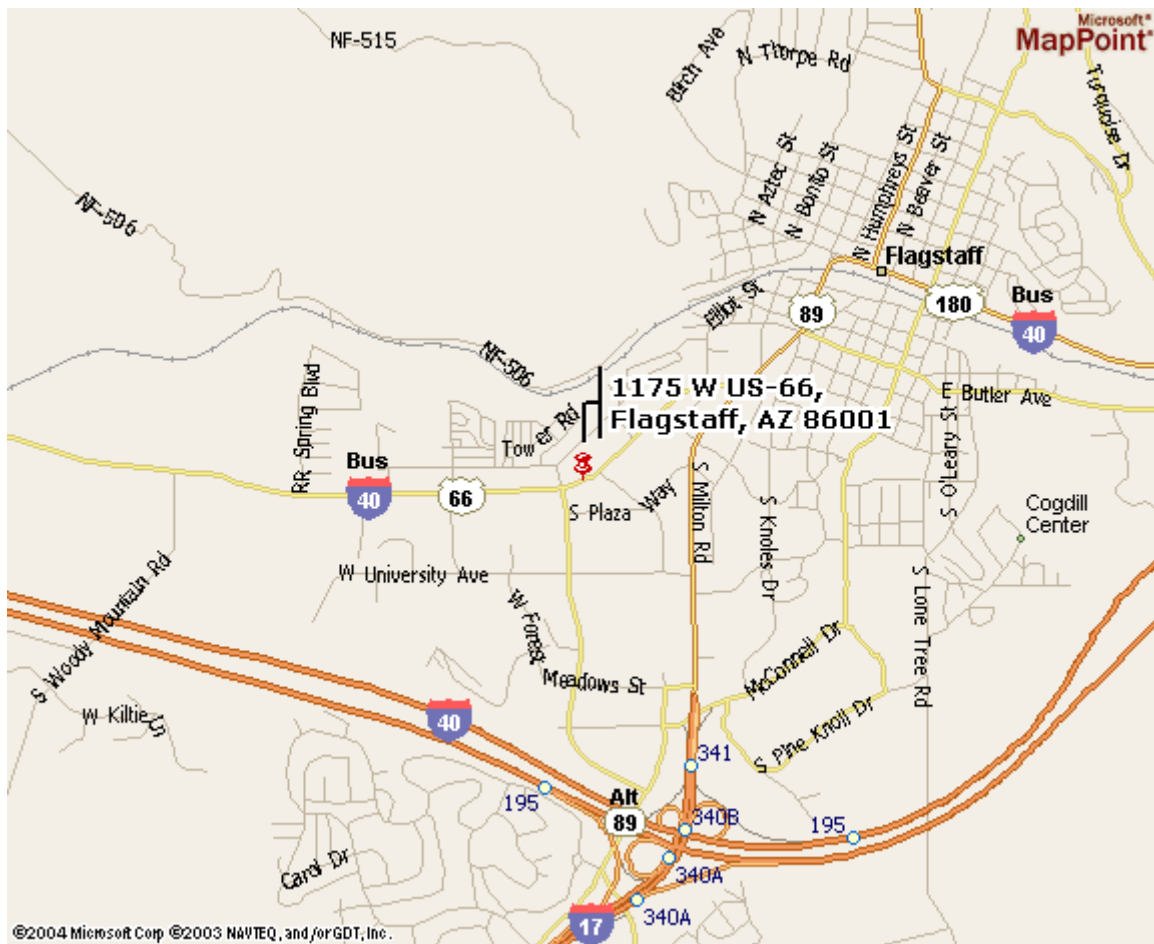 Microsoft®
MapPoint®
NF-515
Birch Ave
N Thorpe Rd
Turquoise Dr
N Aztec St
N Bonito St
N Humphreys St
N Beaver St
NF-506
Flagstaff
Elliot St
89
180
Bus
40
NF-506
1175 W US-66,
Flagstaff, AZ 86001
E Butler Ave
RR Spring Blvd
Tower Rd
Bus
40
66
S Plaza Way
S Milton Rd
S Knoles Dr
S O'Leary St
Cogdill
Center
W University Ave
S Woody Mountain Rd
W Forest
Meadows St
McConnell Dr
S Lone Tree Rd
W Kiltie Ln
40
S Pine Knoll Dr
341
195
Alt
89
340B
195
Carol Dr
340A
340A
17
©2004 Microsoft Corp ©2003 NAVTEQ, and/or GDT, Inc.